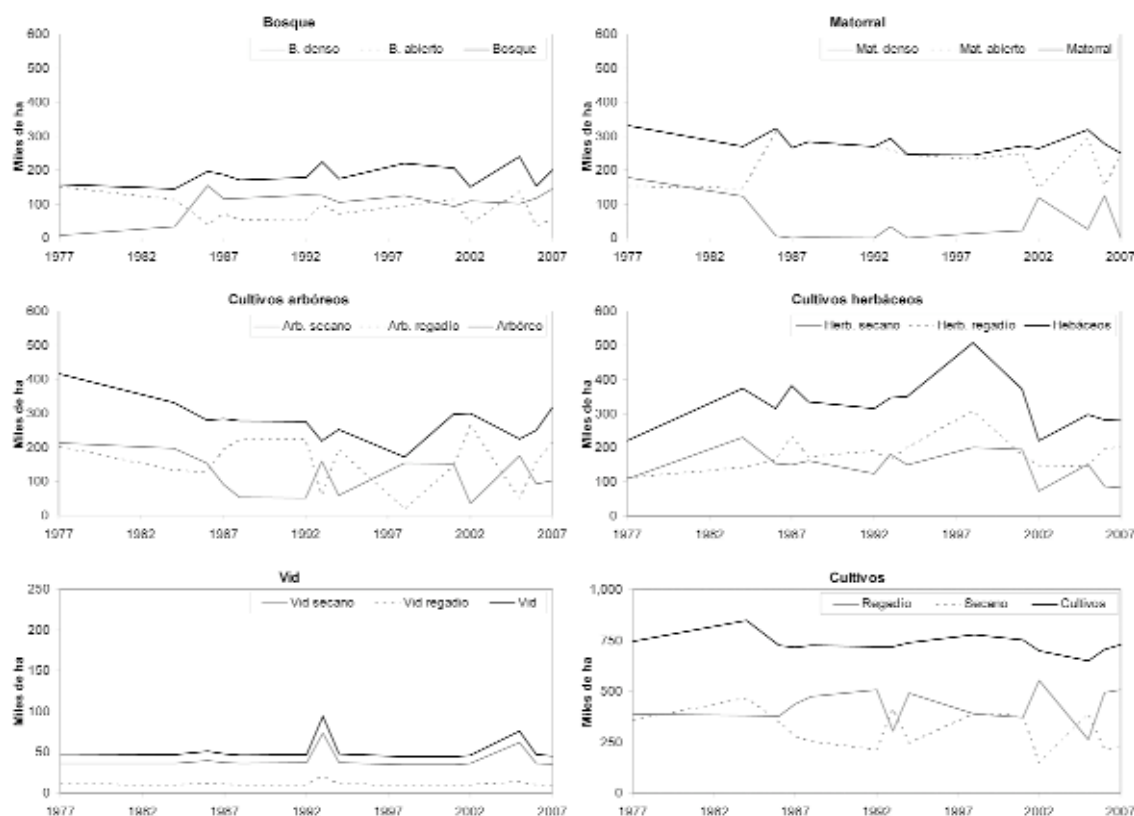 Bosque
B. denso B. abierto Bosque
Miles de ha
600
500
400
300
200
100
0
1977 1982 1987 1992 1997 2002 2007
Matorral
Mat. denso Mat. abierto Matorral
Miles de ha
600
500
400
300
200
100
0
1977 1982 1987 1992 1997 2002 2007
Cultivos arbóreos
Arb. secano Arb. regadio Arbóreo
Miles de ha
600
500
400
300
200
100
0
1977 1982 1987 1992 1997 2002 2007
Cultivos herbáceos
Herb. secano Herb. regadio Hebáceos
Miles de ha
600
500
400
300
200
100
0
1977 1982 1987 1992 1997 2002 2007
Vid
Vid secano Vid regadio Vid
Miles de ha
250
200
150
100
50
0
1977 1982 1987 1992 1997 2002 2007
Cultivos
Regadio Secano Cultivos
Miles de ha
1,000
750
500
250
0
1977 1982 1987 1992 1997 2002 2007